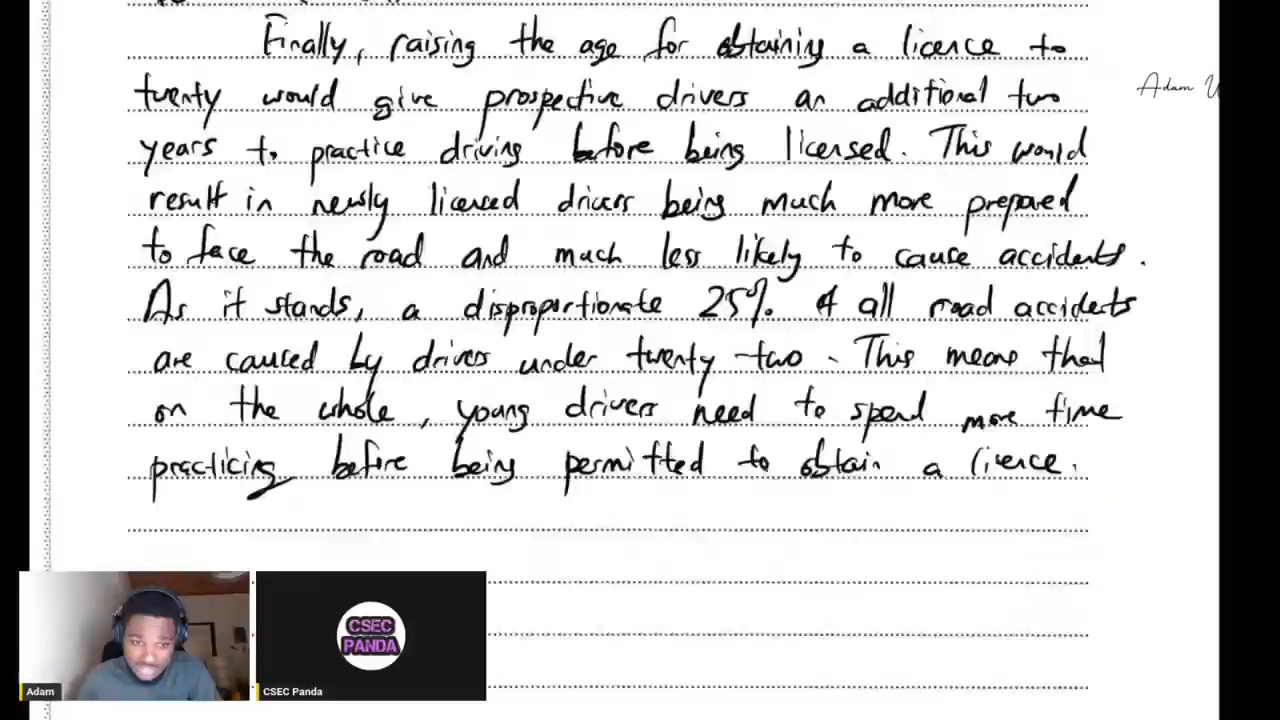 Finally, raising the age for obtaining a licence to
twenty would give prospective drivers an additional two
years to practice driving before being licensed. This would
result in newly licenced drivers being much more prepared
to face the road and much less likely to cause accidents.
As it stands, a disproportionate 25% of all road accidents
are caused by drivers under twenty-two. This means that
on the whole, young drivers need to spend more time
practicing before being permitted to obtain a licence.
Adam
CSEC
PANDA
Adam
CSEC Panda